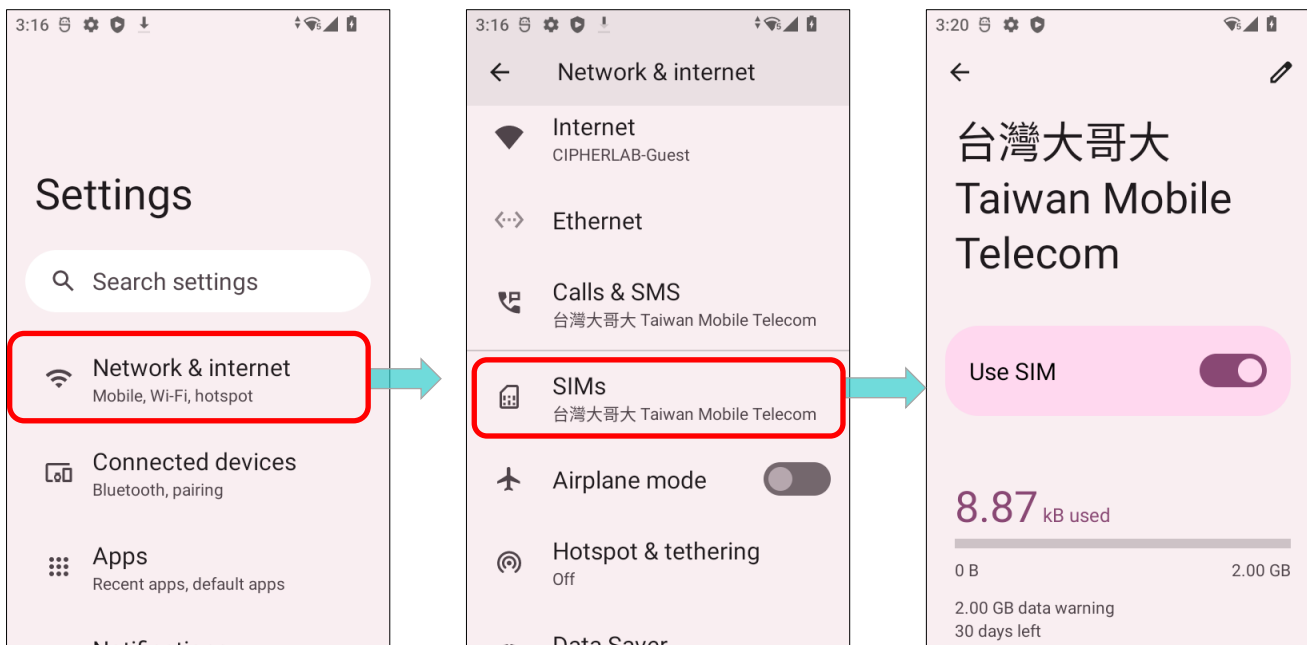 3:16
Settings
Search settings
Network & internet
Mobile, Wi-Fi, hotspot
Connected devices
Bluetooth, pairing
Apps
Recent apps, default apps
3:16
Network & internet
Internet
CIPHERLAB-Guest
Ethernet
Calls & SMS
台灣大哥大 Taiwan Mobile Telecom
SIMs
台灣大哥大 Taiwan Mobile Telecom
Airplane mode
Hotspot & tethering
Off
Data Saver
3:20
台灣大哥大
Taiwan Mobile
Telecom
Use SIM
8.87 kB used
0 B 2.00 GB
2.00 GB data warning
30 days left